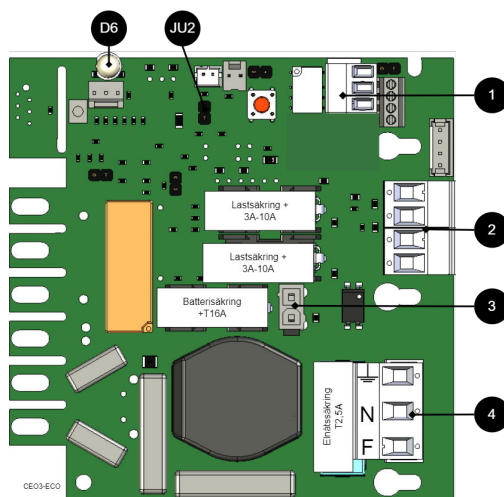 D6
JU2
1
Lastsäkring +
3A-10A
2
Lastsäkring +
3A-10A
Batterisäkring
+T16A
3
Elnätssäkring
T2,5A
N
F
4
CEO3-ECO